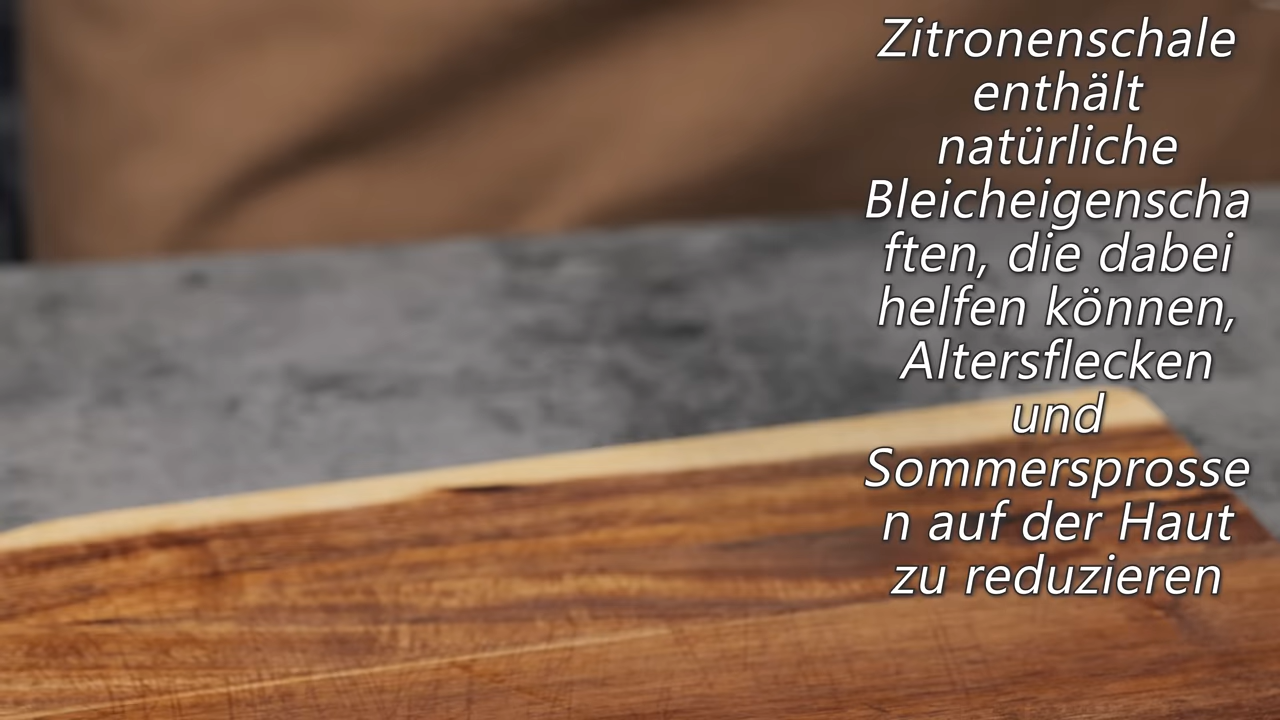 Zitronenschale
enthält
natürliche
Bleicheigenscha
ften, die dabei
helfen können,
Altersflecken
und
Sommersprosse
n auf der Haut
zu reduzieren